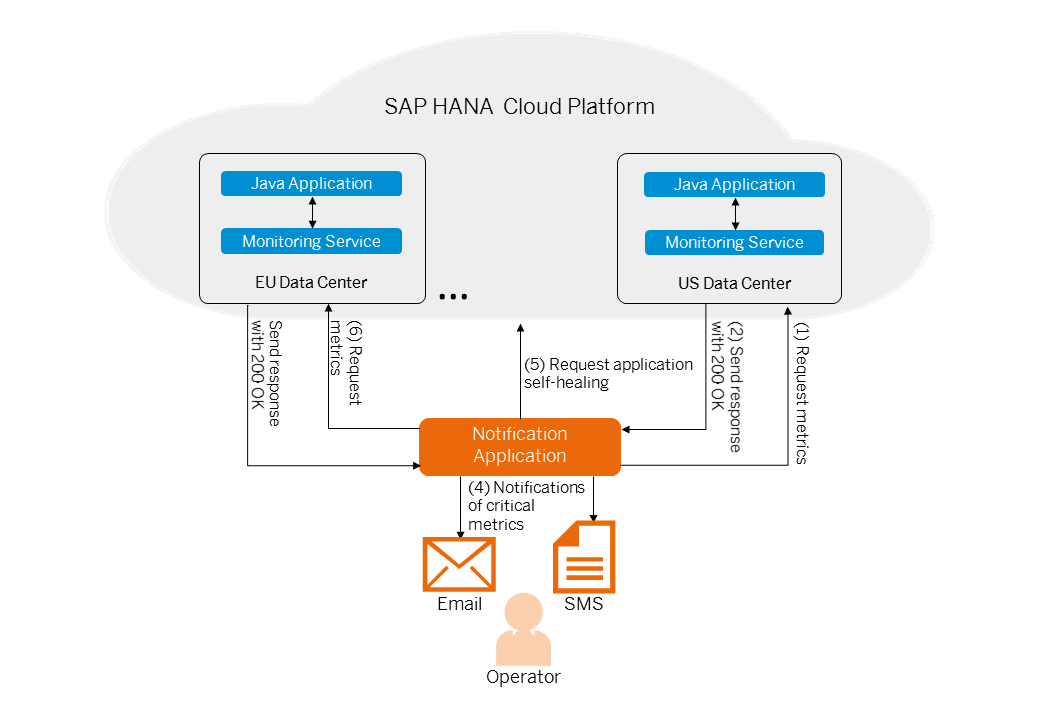 SAP HANA Cloud Platform
Java Application
Monitoring Service
EU Data Center
...
Java Application
Monitoring Service
US Data Center
Send response
with 200 OK
(6) Request
metrics
(5) Request application
self-healing
(2) Send response
with 200 OK
(1) Request metrics
Notification
Application
(4) Notifications
of critical
metrics
Email
SMS
Operator